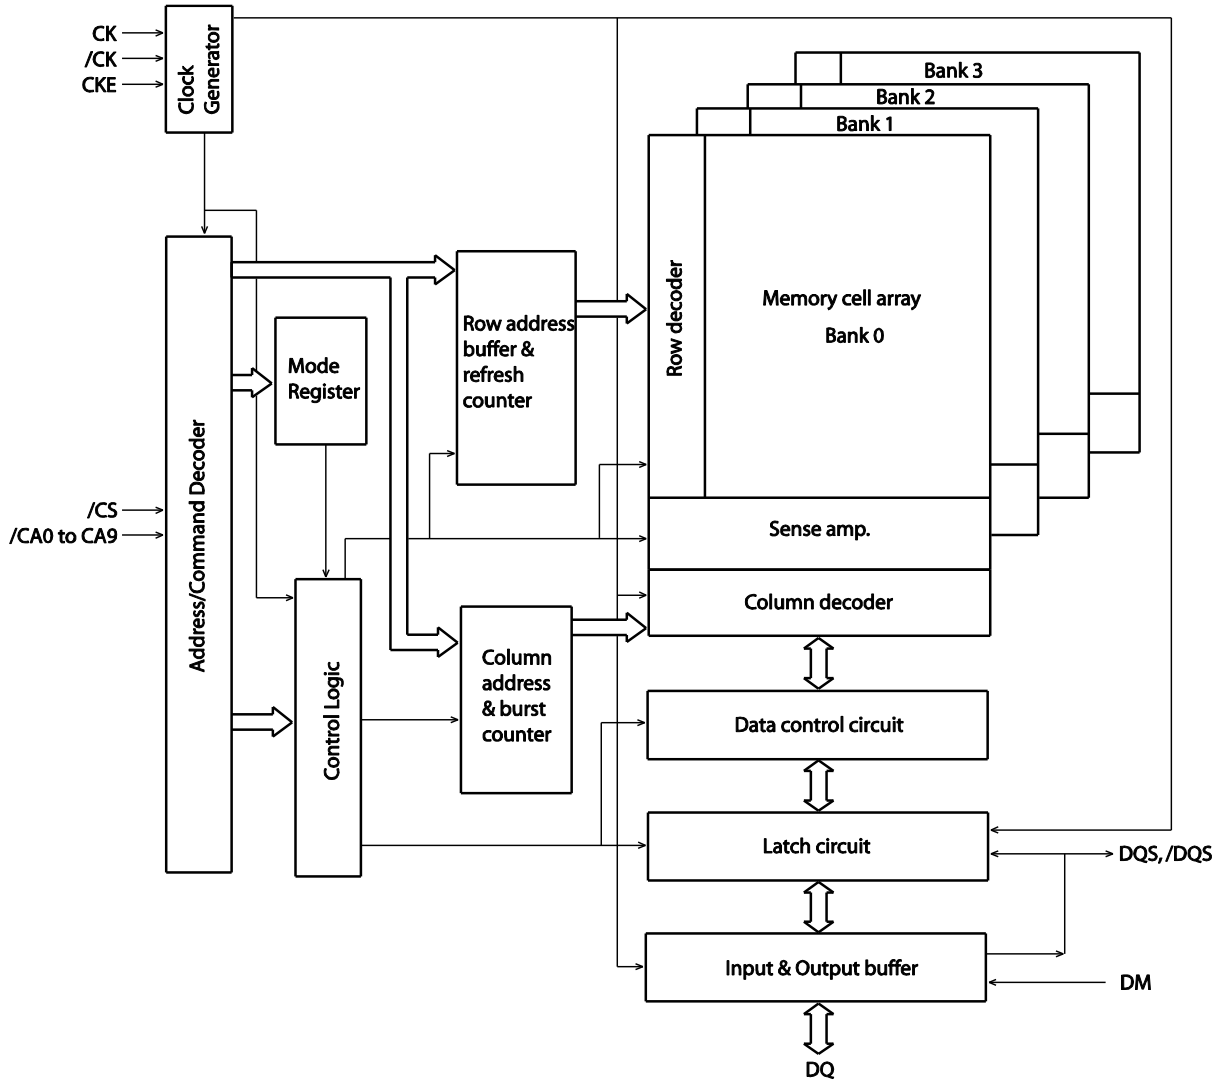 CK
/CK
CKE
Clock
Generator
Bank 3
Bank 2
Bank 1
Row decoder
Memory cell array
Bank 0
Row address
buffer &
refresh
counter
Mode
Register
Address/Command Decoder
/CS
/CA0 to CA9
Sense amp.
Column decoder
Control Logic
Column
address
& burst
counter
Data control circuit
Latch circuit
DQS, /DQS
Input & Output buffer
DM
DQ